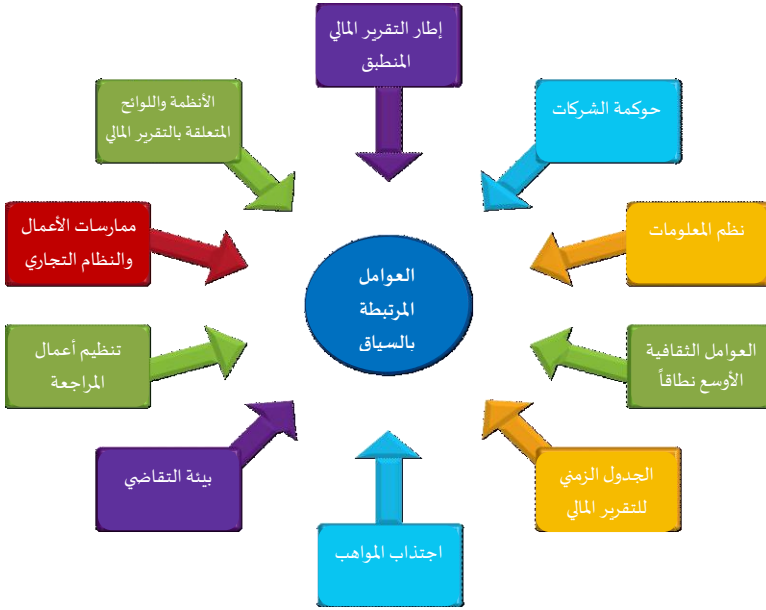 إطار التقرير المالي
المنطبق
حوكمة الشركات
نظم المعلومات
العوامل الثقافية
الأوسع نطاقاً
الجدول الزمني
للتقرير المالي
اجتذاب المواهب
بيئة التقاضي
تنظيم أعمال
المراجعة
ممارسات الأعمال
والنظام التجاري
الأنظمة واللوائح
المتعلقة بالتقرير المالي
العوامل
المرتبطة
بالسياق